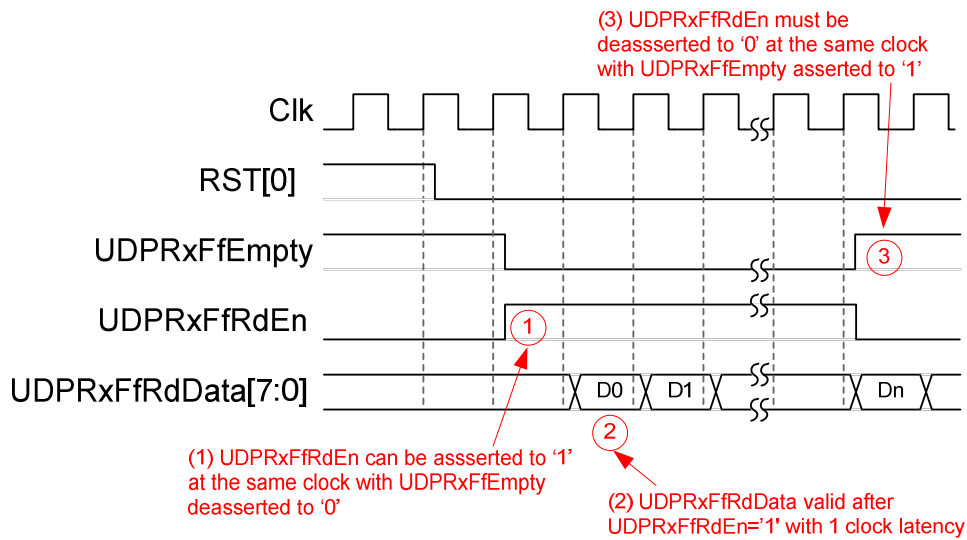 (3) UDPRxFfRdEn must be
deassserted to ‘0’ at the same clock
with UDPRxFfEmpty asserted to ‘1’
Clk
RST[0]
UDPRxFfEmpty
3
UDPRxFfRdEn
1
UDPRxFfRdData[7:0]
D0
D1
Dn
2
(1) UDPRxFfRdEn can be assserted to ‘1’
at the same clock with UDPRxFfEmpty
deasserted to ‘0’
(2) UDPRxFfRdData valid after
UDPRxFfRdEn=’1’ with 1 clock latency